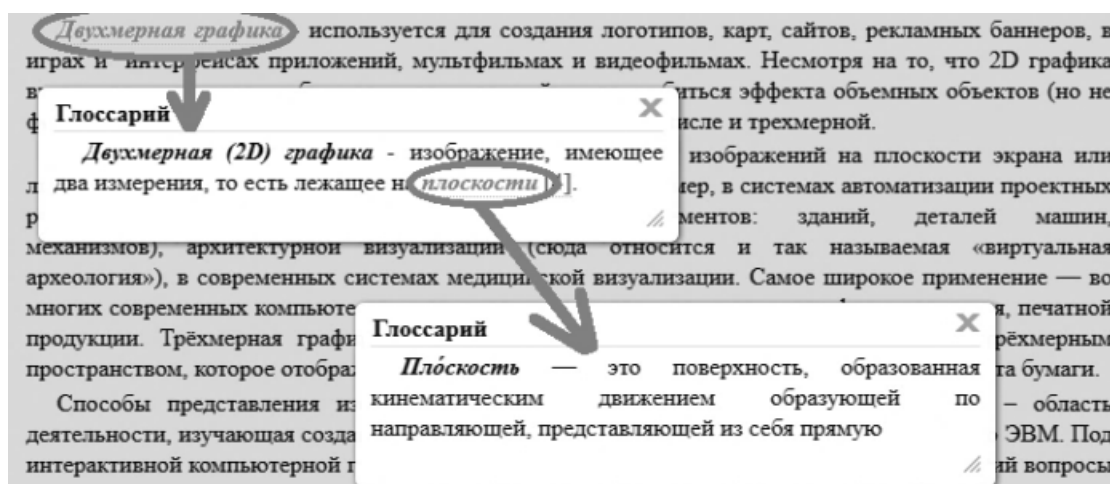 Двухмерная графика используется для создания логотипов, карт, сайтов, рекламных баннеров, в
играх и интерфейсах приложений, мультфильмах и видеофильмах. Несмотря на то, что 2D графика
биться эффекта объемных объектов (но не
Глоссарий
исле и трехмерной.
Двухмерная (2D) графика - изображение, имеющее
два измерения, то есть лежащее на плоскости [4].
изображений на плоскости экрана или
мер, в системах автоматизации проектных
ментов: зданий, деталей машин,
механизмов), архитектурной визуализации (сюда относится и так называемая «виртуальная
археология»), в современных системах медицинской визуализации. Самое широкое применение — во
многих современных компьюте
я, печатной
Глоссарий
продукции. Трёхмерная графи
рёхмерным
пространством, которое отобра
та бумаги.
Пло́скость — это поверхность, образованная
кинематическим движением образующей по
направляющей, представляющей из себя прямую
Способы представления из
– область
деятельности, изучающая созда
ЭВМ. Под
интерактивной компьютерной г
ий вопросы